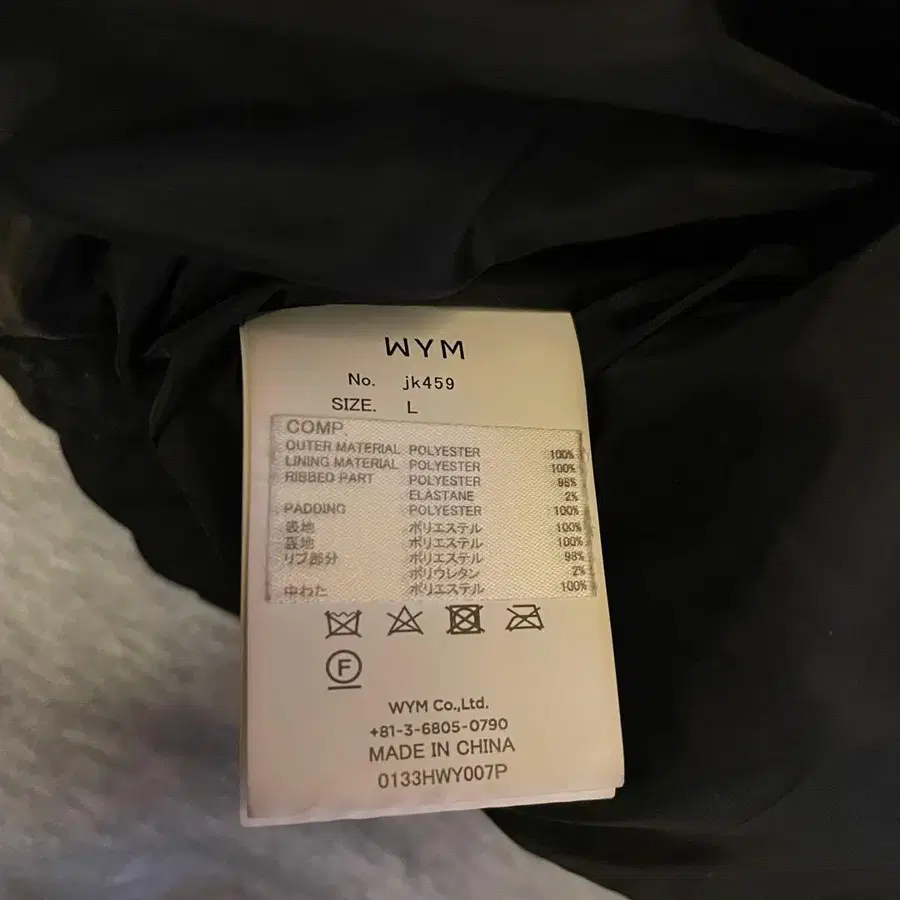 WYM
No. jk459
SIZE. L
COMP.
OUTER MATERIAL POLYESTER 100%
LINING MATERIAL POLYESTER 100%
RIBBED PART POLYESTER 98%
ELASTANE 2%
PADDING POLYESTER 100%
表地 ポリエステル 100%
裏地 ポリエステル 100%
リブ部分 ポリエステル 98%
ポリウレタン 2%
中わた ポリエステル 100%
F
WYM Co.,Ltd.
+81-3-6805-0790
MADE IN CHINA
0133HWY007P